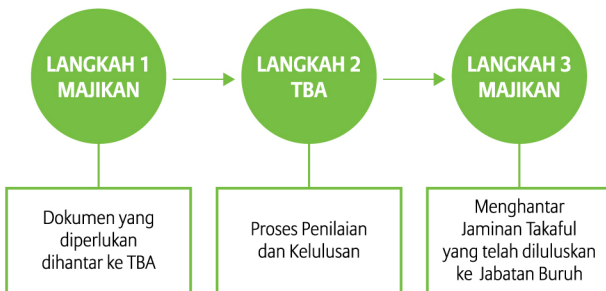 LANGKAH 1
MAJIKAN
LANGKAH 2
TBA
LANGKAH 3
MAJIKAN
Dokumen yang
diperlukan
dihantar ke TBA
Proses Penilaian
dan Kelulusan
Menghantar
Jaminan Takaful
yang telah diluluskan
ke Jabatan Buruh